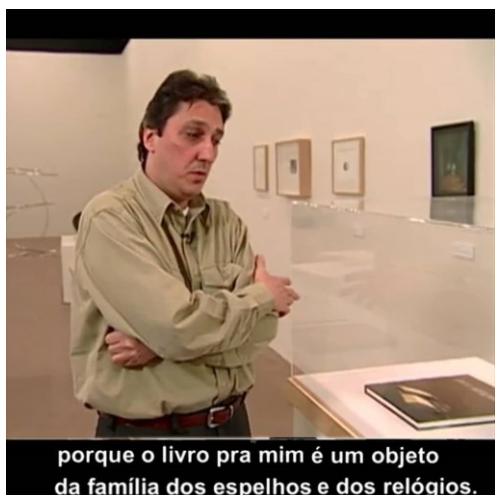 porque o livro pra mim é um objeto
da família dos espelhos e dos relógios.